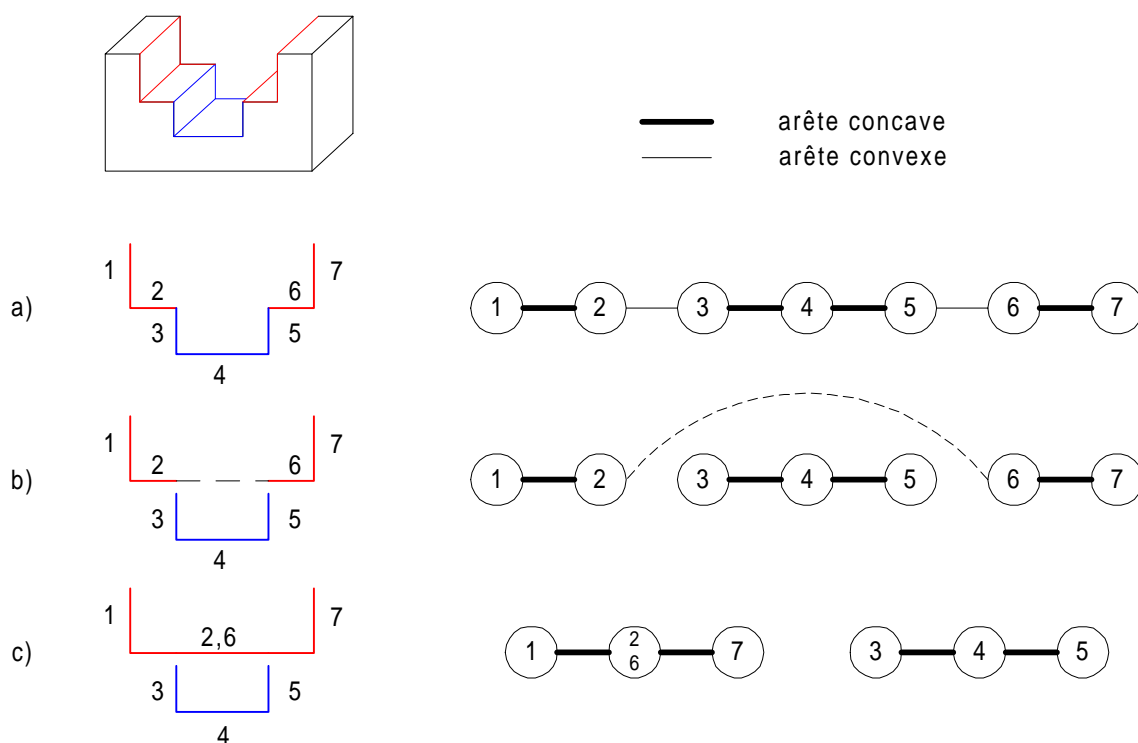 arête concave
arête convexe
a)
1 2 3 4 5 6 7
1 2 3 4 5 6 7
b)
1 2 3 4 5 6 7
1 2 3 4 5 6 7
c)
1 2,6 7
3 4 5
1 2 6 7 3 4 5